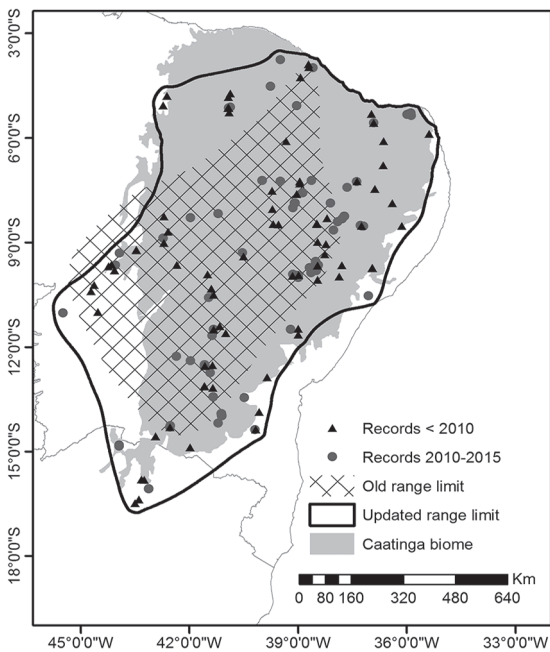 3°0'0"S
6°0'0"S
9°0'0"S
12°0'0"S
15°0'0"S
18°0'0"S
Records < 2010
Records 2010-2015
Old range limit
Updated range limit
Caatinga biome
Km
0 80 160 320 480 640
45°0'0"W 42°0'0"W 39°0'0"W 36°0'0"W 33°0'0"W